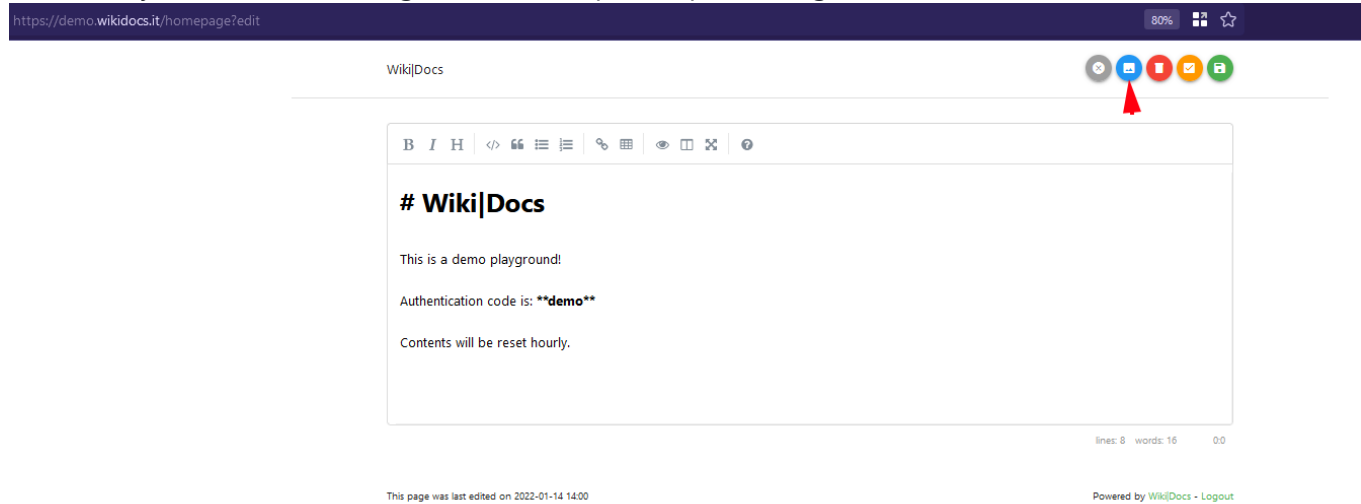 https://demo.wikidocs.it/homepage?edit
80%
Wiki|Docs
B I H
# Wiki|Docs
This is a demo playground!
Authentication code is: **demo**
Contents will be reset hourly.
lines: 8 words: 16 0:0
This page was last edited on 2022-01-14 14:00
Powered by Wiki|Docs - Logout